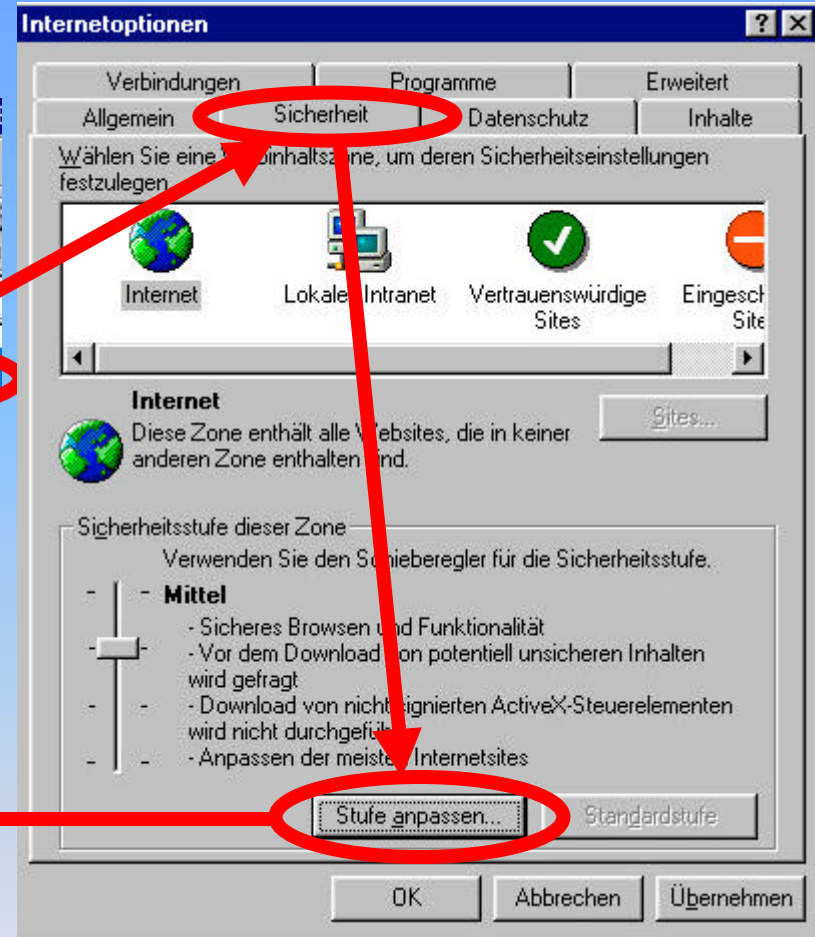 Internetoptionen
Verbindungen Programme Erweitert
Allgemein Sicherheit Datenschutz Inhalte
Wählen Sie eine um deren Sicherheitseinstellungen
festzulegen
Internet Lokales Intranet Vertrauenswürdige
Sites
Internet
Diese Zone enthält alle Websites, die in keiner
anderen Zone enthalten sind.
Sites...
Sicherheitsstufe dieser Zone
Verwenden Sie den Schieberegler für die Sicherheitsstufe.
Mittel
- Sicheres Browsen und Funktionalität
- Vor dem Download von potentiell unsicheren Inhalten
wird gefragt
- Download von nicht signierten ActiveX-Steuerelementen
wird nicht durchgeführt
- Anpassen der meisten Internetsites
Stufe anpassen... Standardstufe
OK Abbrechen Übernehmen